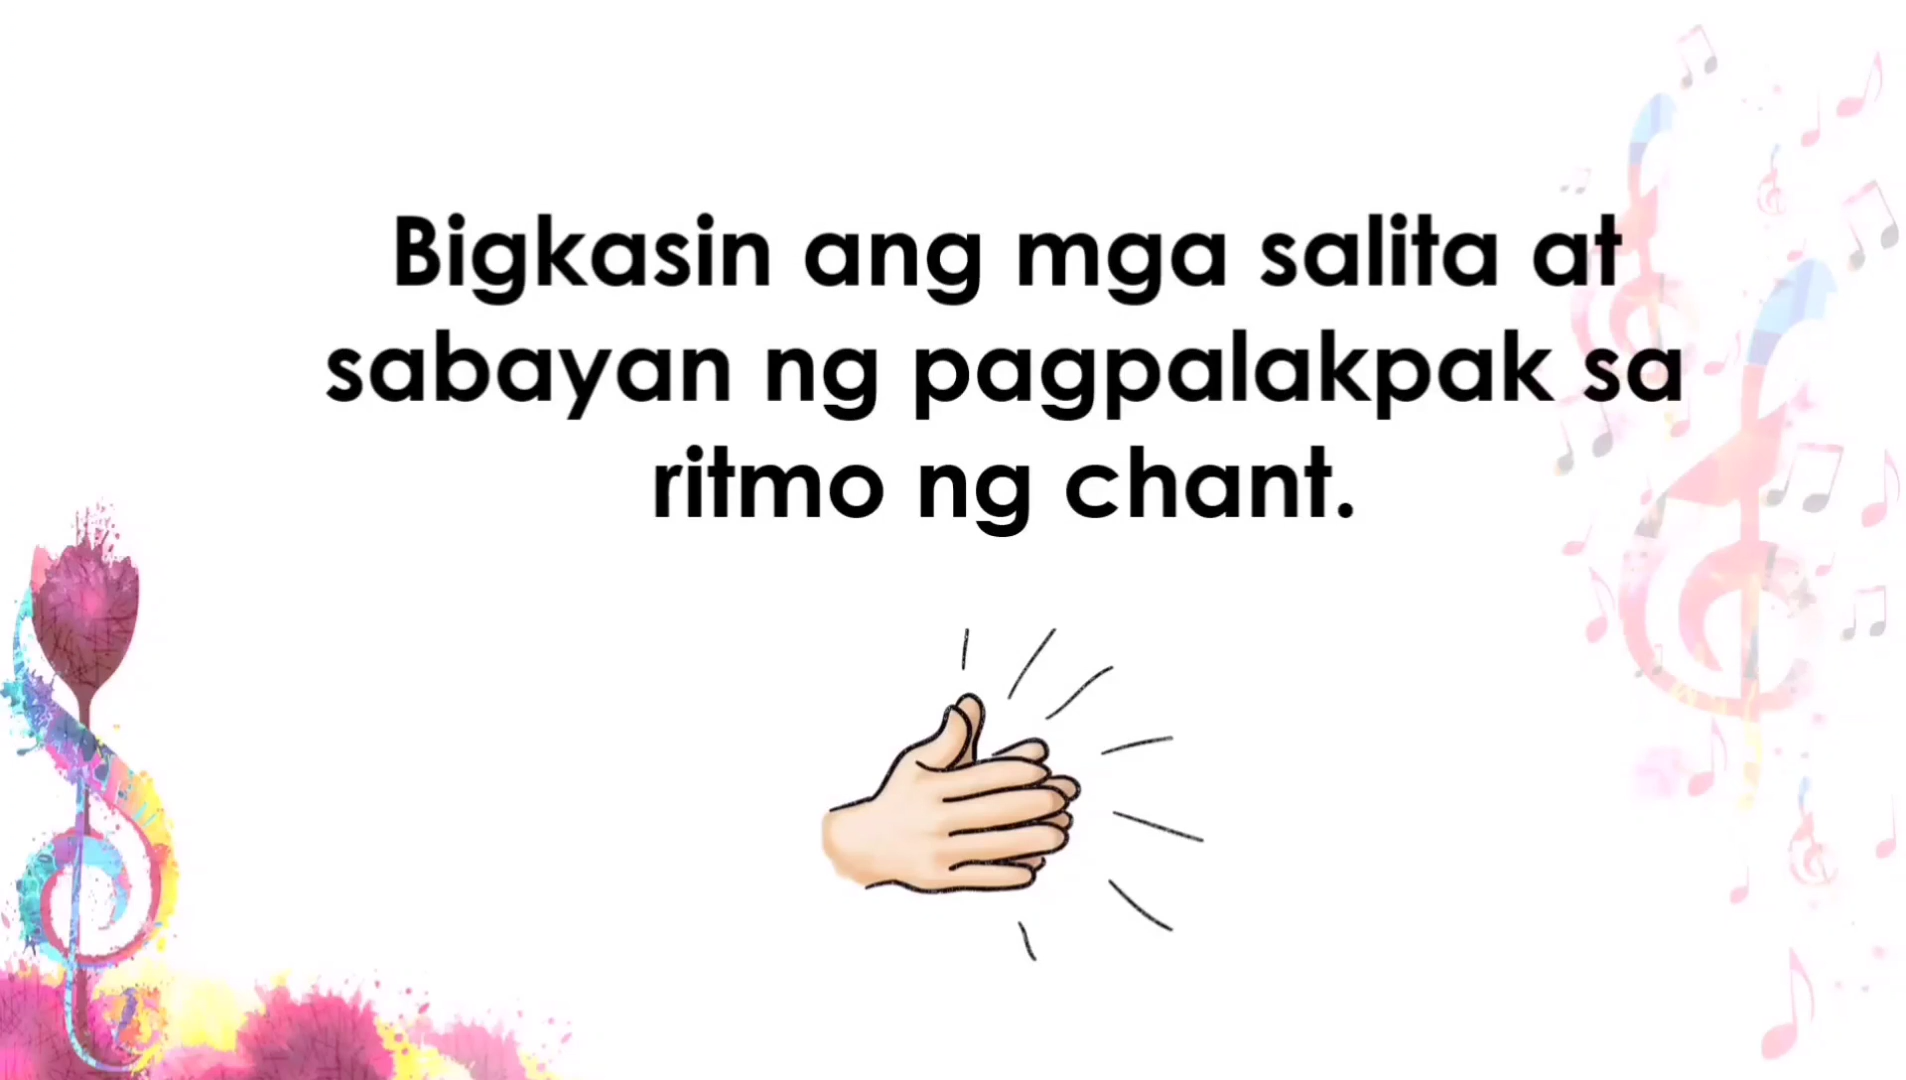 Bigkasin ang mga salita at
sabayan ng pagpalakpak sa
ritmo ng chant.